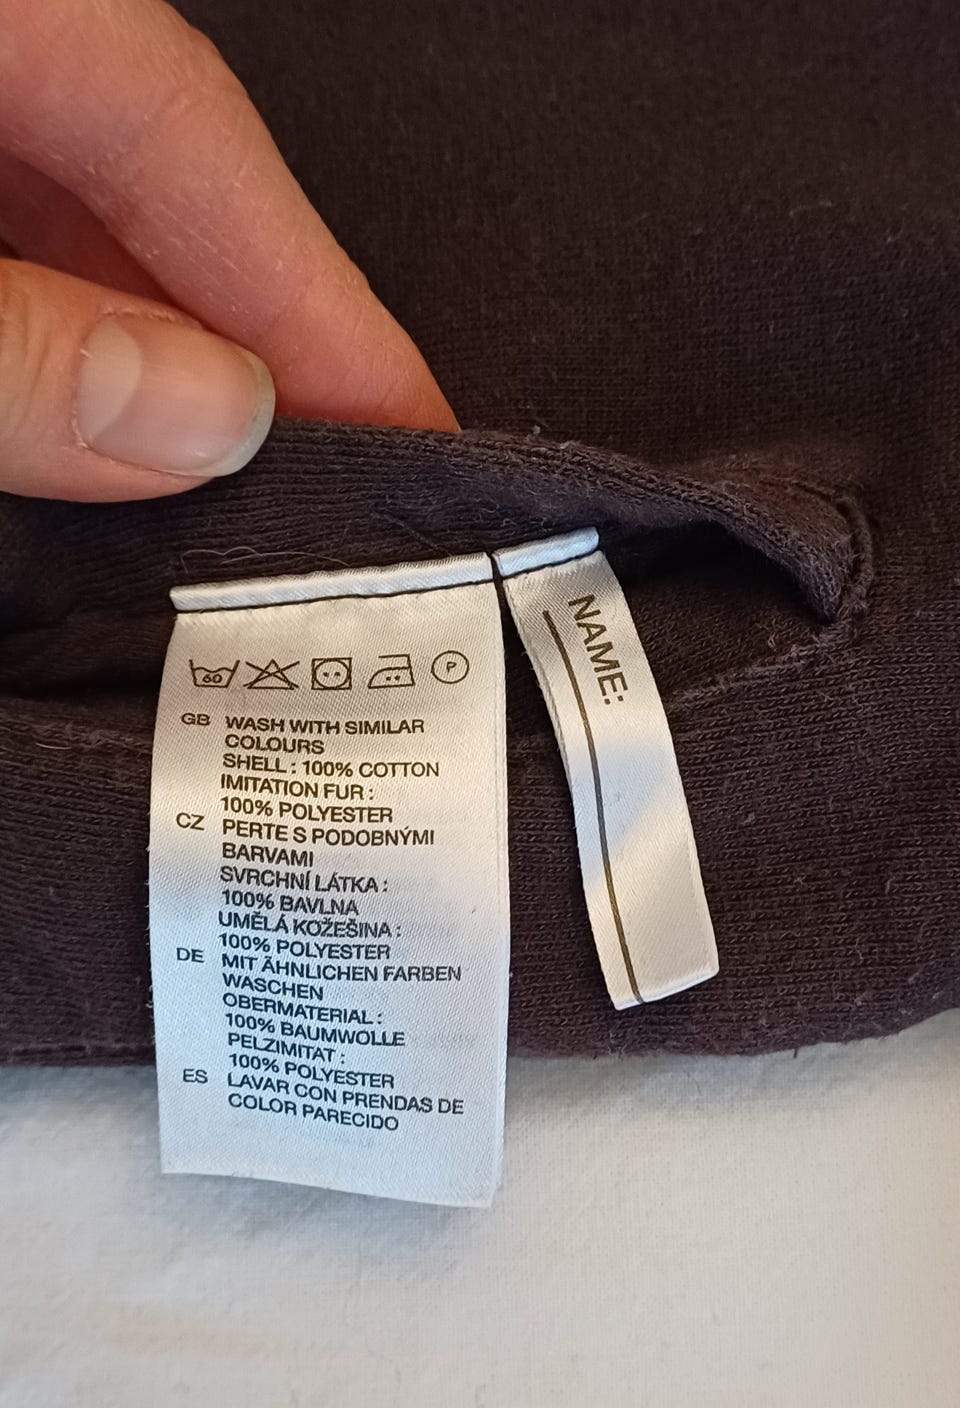 60
P
GB WASH WITH SIMILAR
COLOURS
SHELL : 100% COTTON
IMITATION FUR :
100% POLYESTER
CZ PERTE S PODOBNÝMI
BARVAMI
SVRCHNÍ LÁTKA :
100% BAVLNA
UMĚLÁ KOŽEŠINA :
100% POLYESTER
DE MIT ÄHNLICHEN FARBEN
WASCHEN
OBERMATERIAL :
100% BAUMWOLLE
PELZIMITAT :
100% POLYESTER
ES LAVAR CON PRENDAS DE
COLOR PARECIDO
NAME: